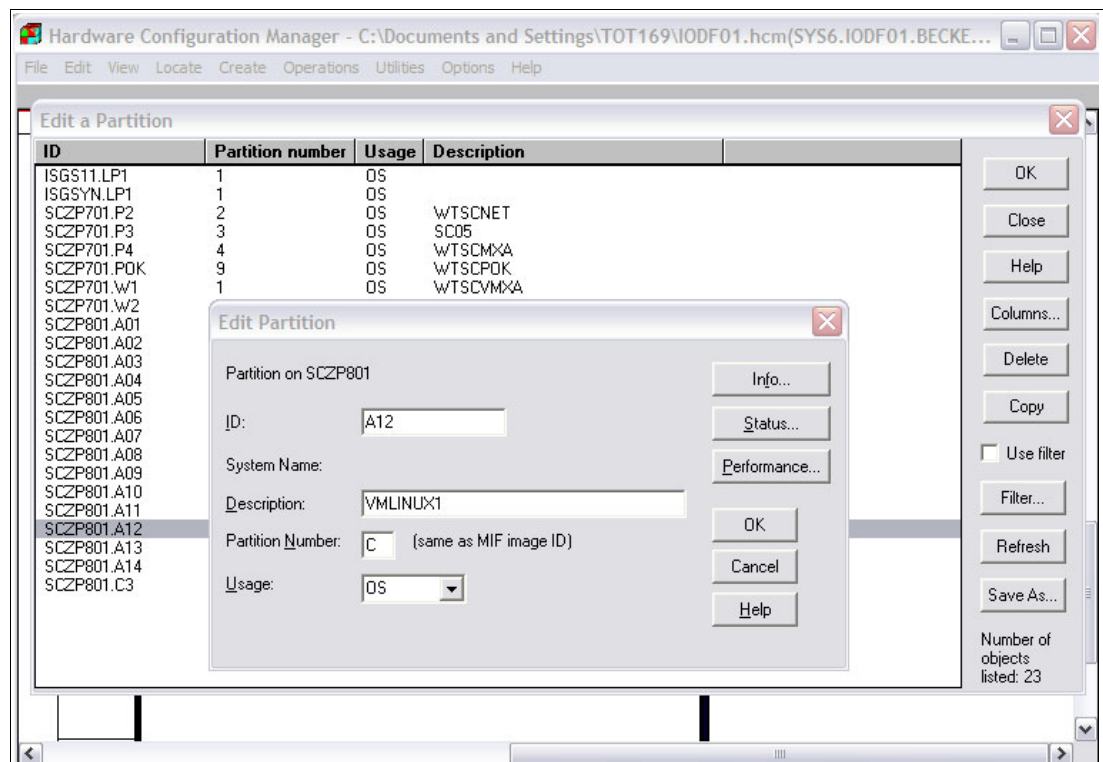 Hardware Configuration Manager - C:\Documents and Settings\TOT169\IODF01.hcm(SYS6.IODF01.BECKE...
File Edit View Locate Create Operations Utilities Options Help
Edit a Partition
ID Partition number Usage Description
ISGS11.LP1 1 OS
ISGSYN.LP1 1 OS
SCZP701.P2 2 OS WTSCNET
SCZP701.P3 3 OS SC05
SCZP701.P4 4 OS WTSCMXA
SCZP701.POK 9 OS WTSCPOK
SCZP701.W1 1 OS WTSCVMXA
SCZP701.W2
SCZP801.A01
SCZP801.A02
SCZP801.A03
SCZP801.A04
SCZP801.A05
SCZP801.A06
SCZP801.A07
SCZP801.A08
SCZP801.A09
SCZP801.A10
SCZP801.A11
SCZP801.A12
SCZP801.A13
SCZP801.A14
SCZP801.C3
Edit Partition
Partition on SCZP801
ID: A12
System Name:
Description: VMLINUX1
Partition Number: C (same as MIF image ID)
Usage: OS
Info...
Status...
Performance...
OK
Cancel
Help
OK
Close
Help
Columns...
Delete
Copy
Use filter
Filter...
Refresh
Save As...
Number of
objects
listed: 23